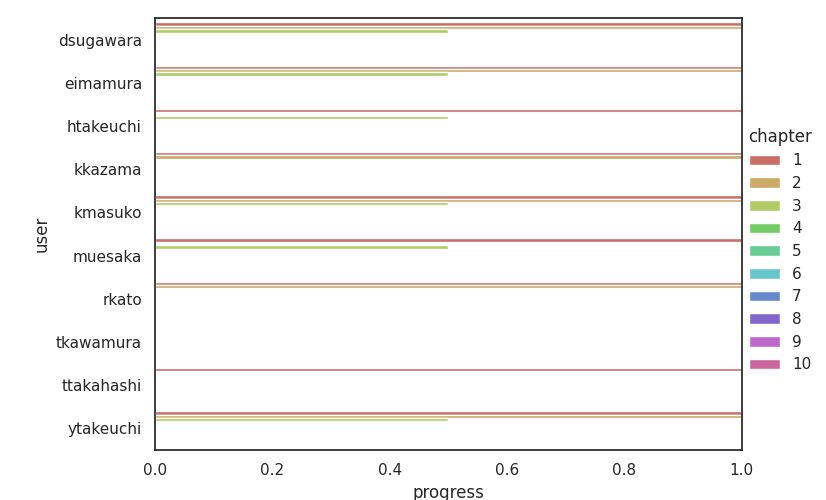 dsugawara
eimamura
htakeuchi
kkazama
kmasuko
muesaka
rkato
tkawamura
ttakahashi
ytakeuchi
user
0.0 0.2 0.4 0.6 0.8 1.0
progress
chapter
1
2
3
4
5
6
7
8
9
10